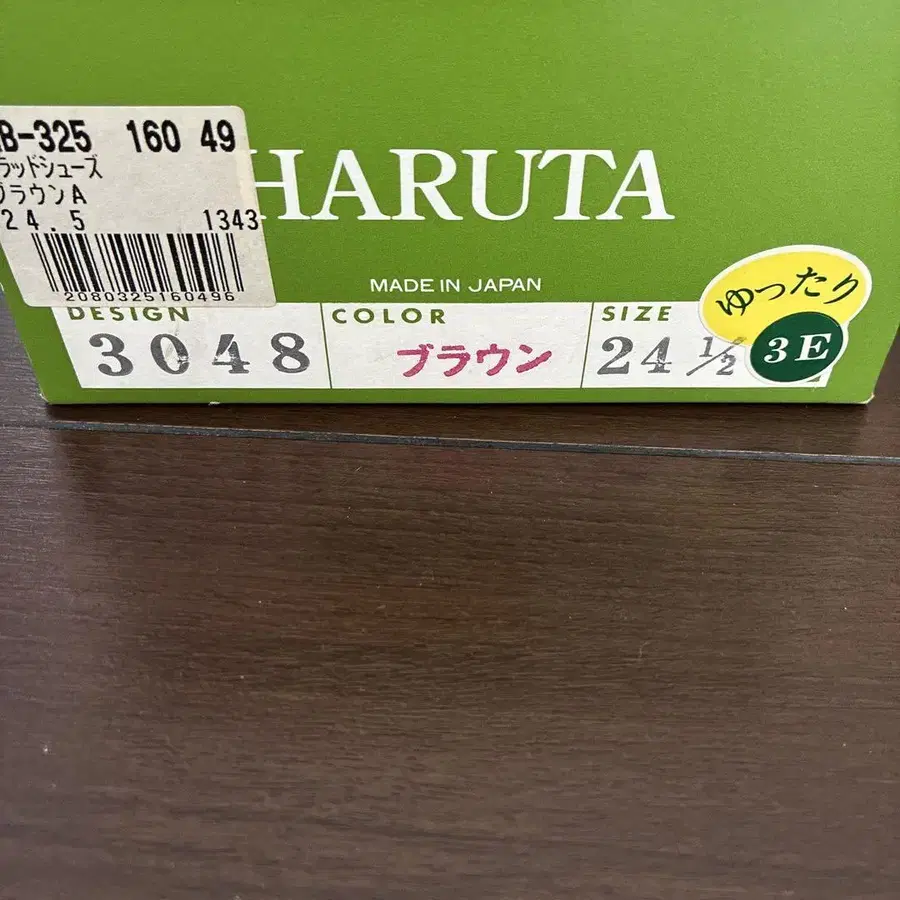 B-325 160 49
ラッドシューズ
ブラウンA
24.5 1343
2080325160496
HARUTA
MADE IN JAPAN
DESIGN COLOR SIZE
3048 ブラウン 24 1/2
ゆったり
3E